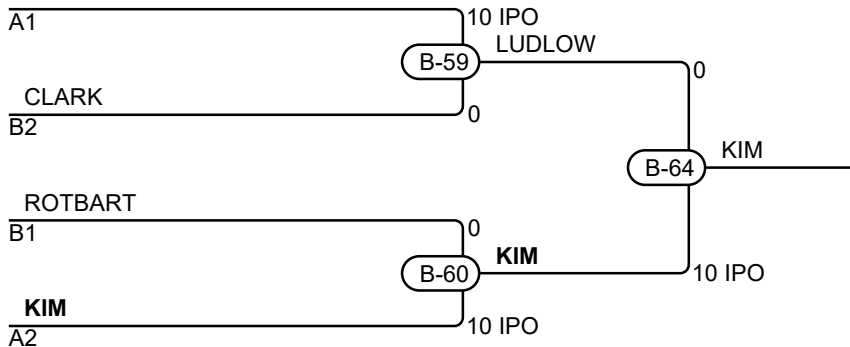 A1
10 IPO
LUDLOW
B-59
0
CLARK
0
B2
KIM
B-64
ROTBART
B1
0
KIM
B-60
10 IPO
KIM
10 IPO
A2